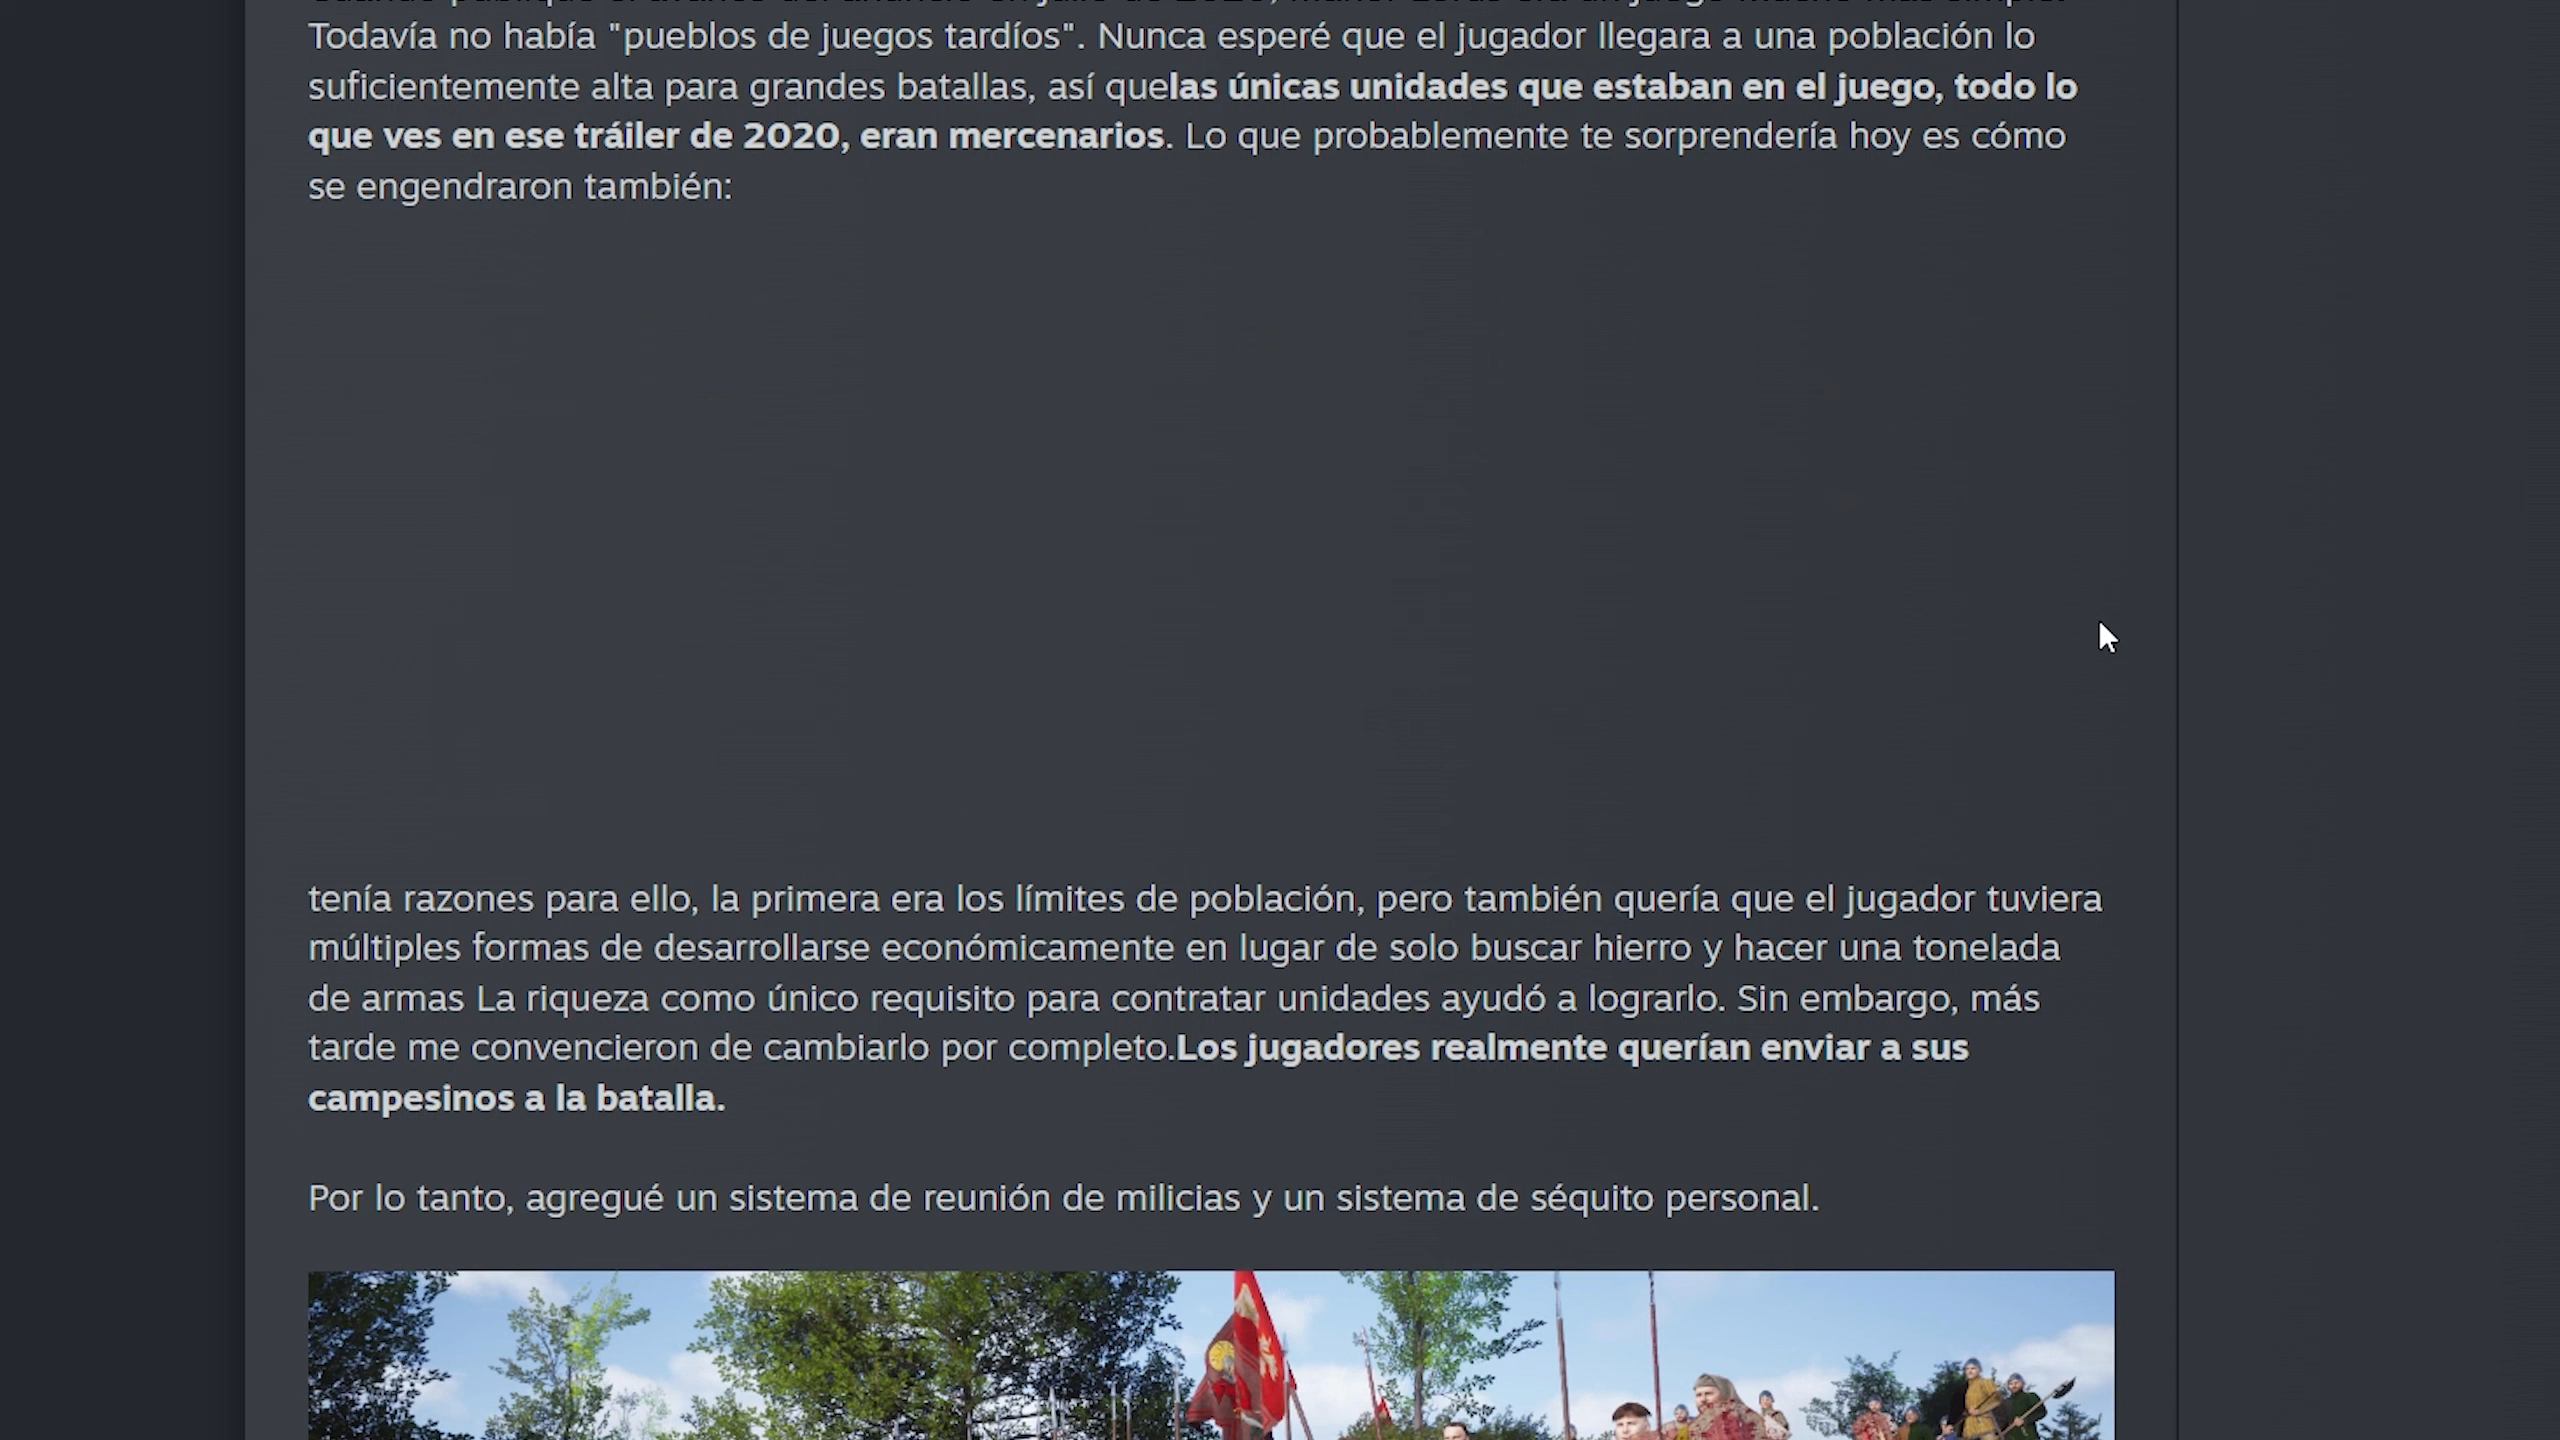 Todavía no había "pueblos de juegos tardíos". Nunca esperé que el jugador llegara a una población lo
suficientemente alta para grandes batallas, así quelas únicas unidades que estaban en el juego, todo lo
que ves en ese tráiler de 2020, eran mercenarios. Lo que probablemente te sorprendería hoy es cómo
se engendraron también:
tenía razones para ello, la primera era los límites de población, pero también quería que el jugador tuviera
múltiples formas de desarrollarse económicamente en lugar de solo buscar hierro y hacer una tonelada
de armas La riqueza como único requisito para contratar unidades ayudó a lograrlo. Sin embargo, más
tarde me convencieron de cambiarlo por completo.Los jugadores realmente querían enviar a sus
campesinos a la batalla.
Por lo tanto, agregué un sistema de reunión de milicias y un sistema de séquito personal.